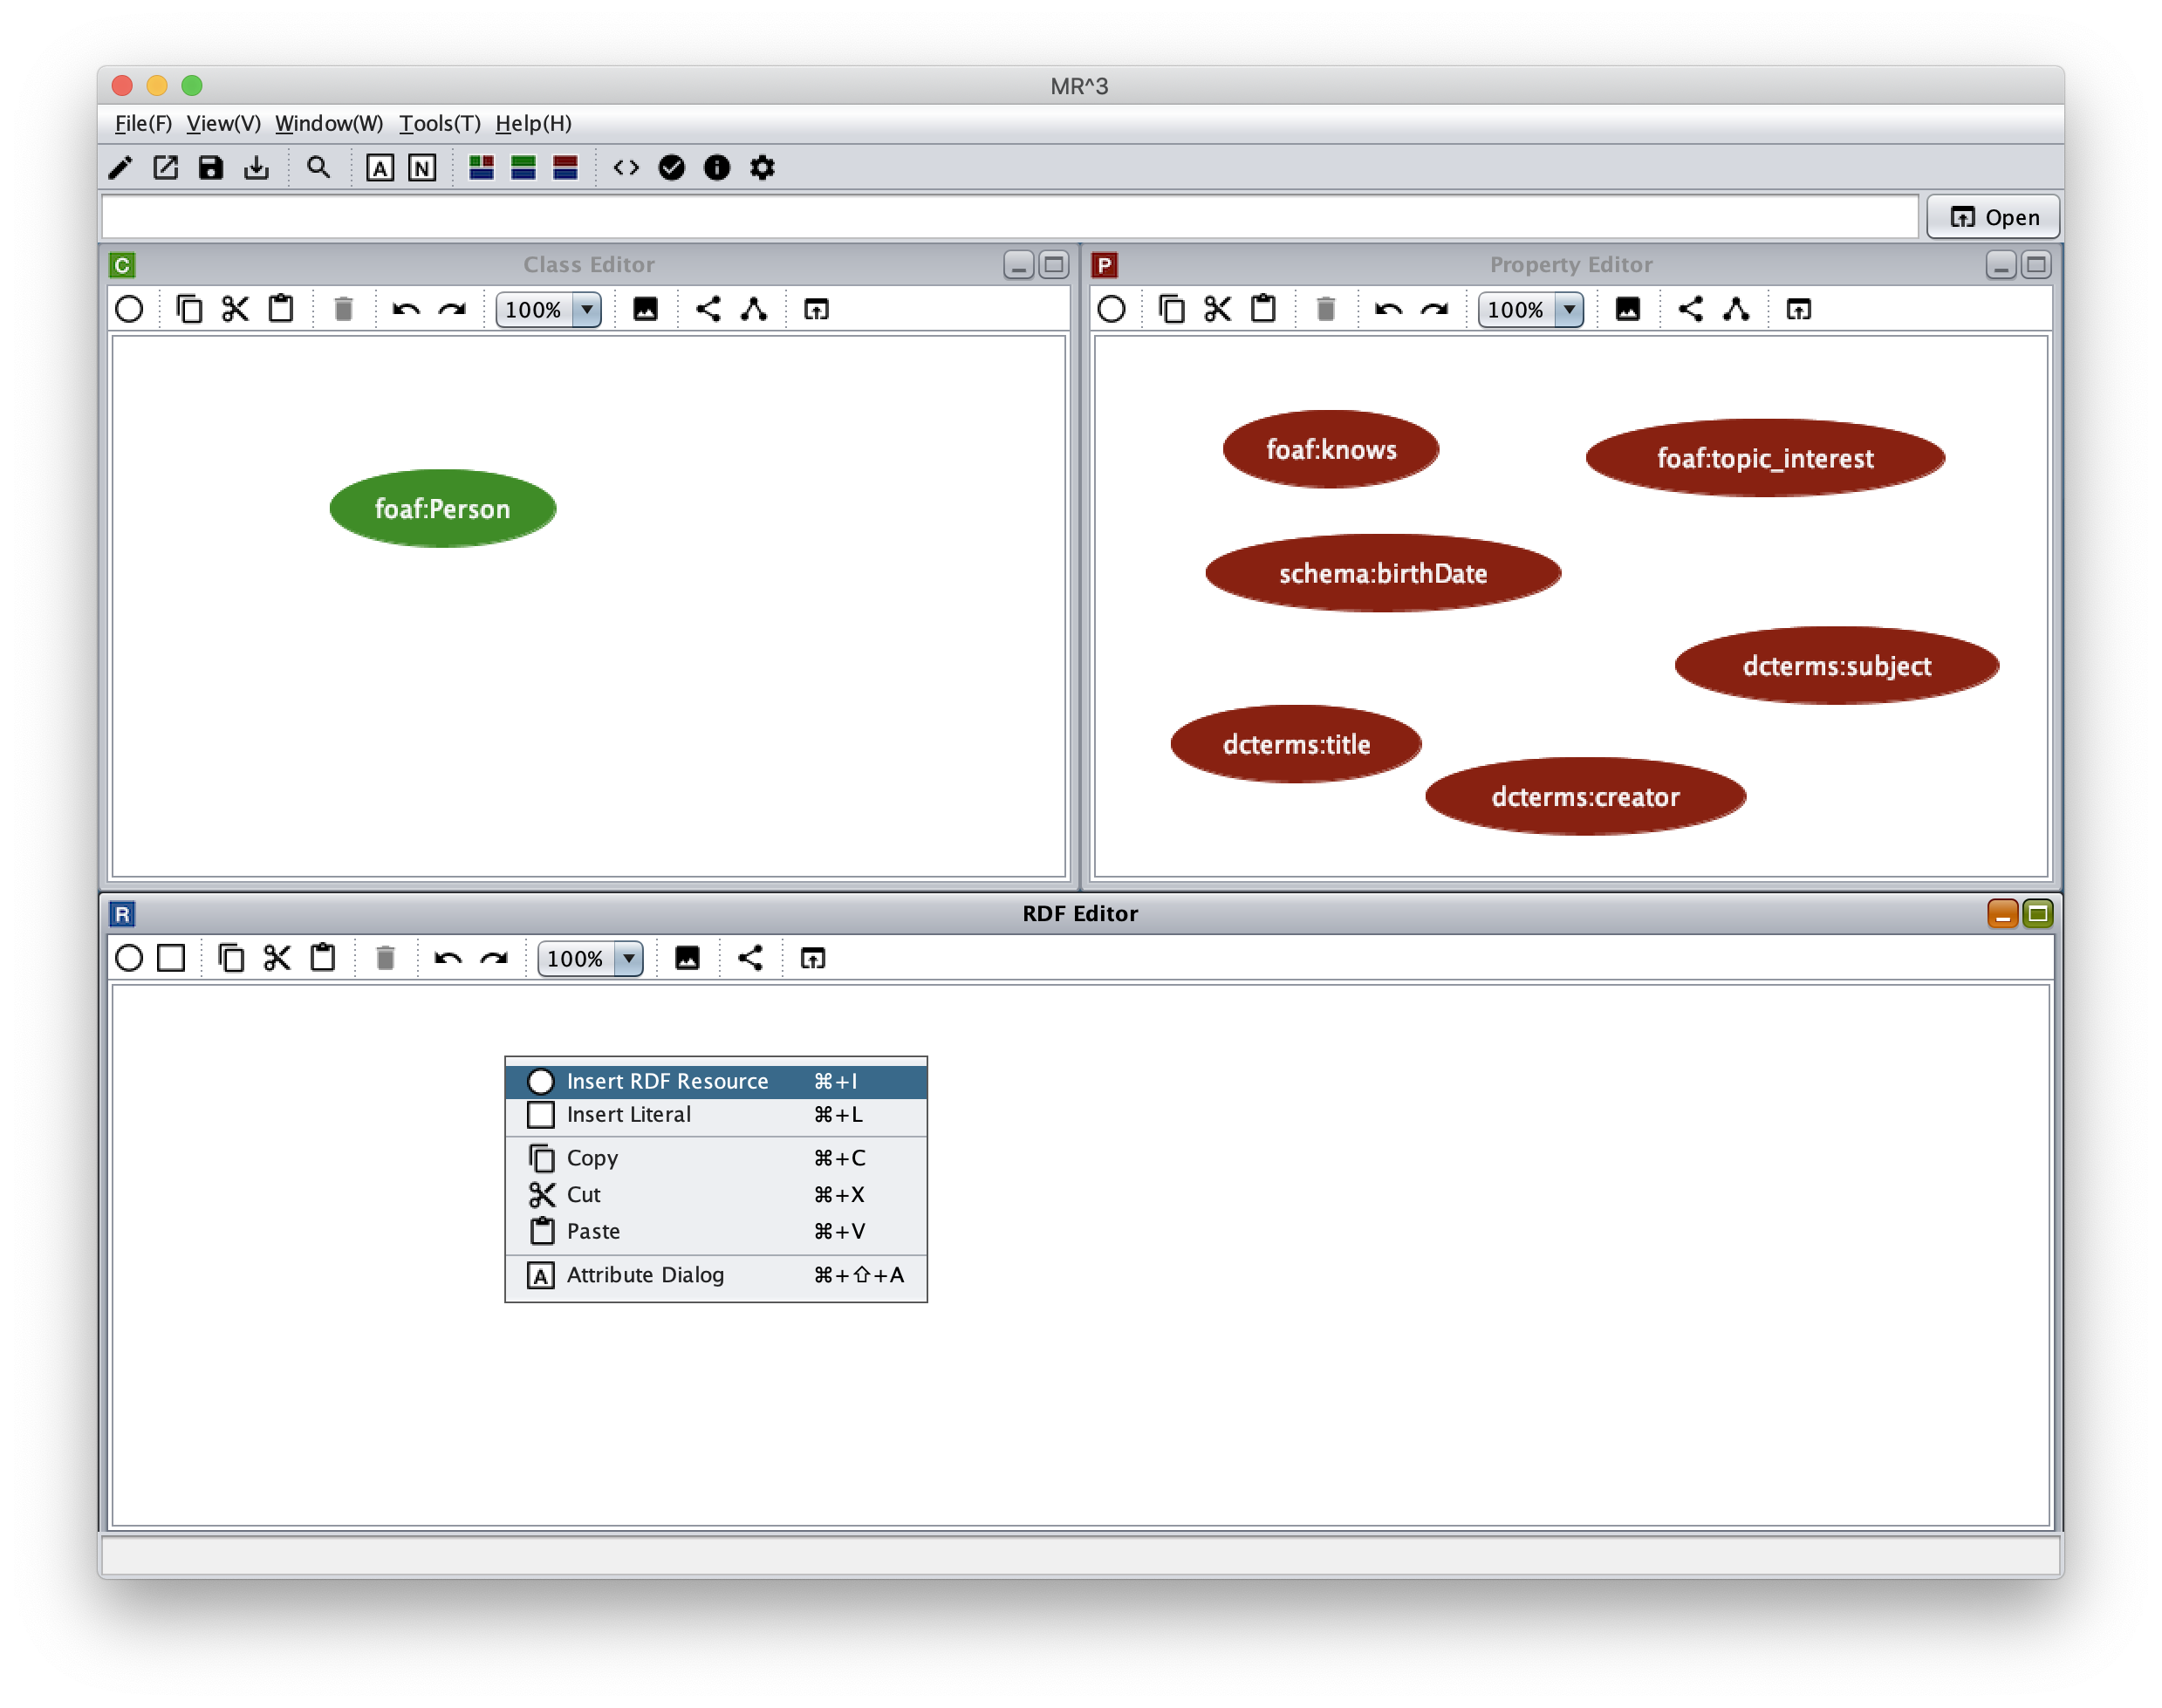 MR^3
File(F) View(V) Window(W) Tools(T) Help(H)
A N
Open
C Class Editor
P Property Editor
100%
100%
foaf:Person
foaf:knows
foaf:topic_interest
schema:birthDate
dcterms:subject
dcterms:title
dcterms:creator
R RDF Editor
100%
Insert RDF Resource ⌘+I
Insert Literal ⌘+L
Copy ⌘+C
Cut ⌘+X
Paste ⌘+V
A Attribute Dialog ⌘+⇧+A